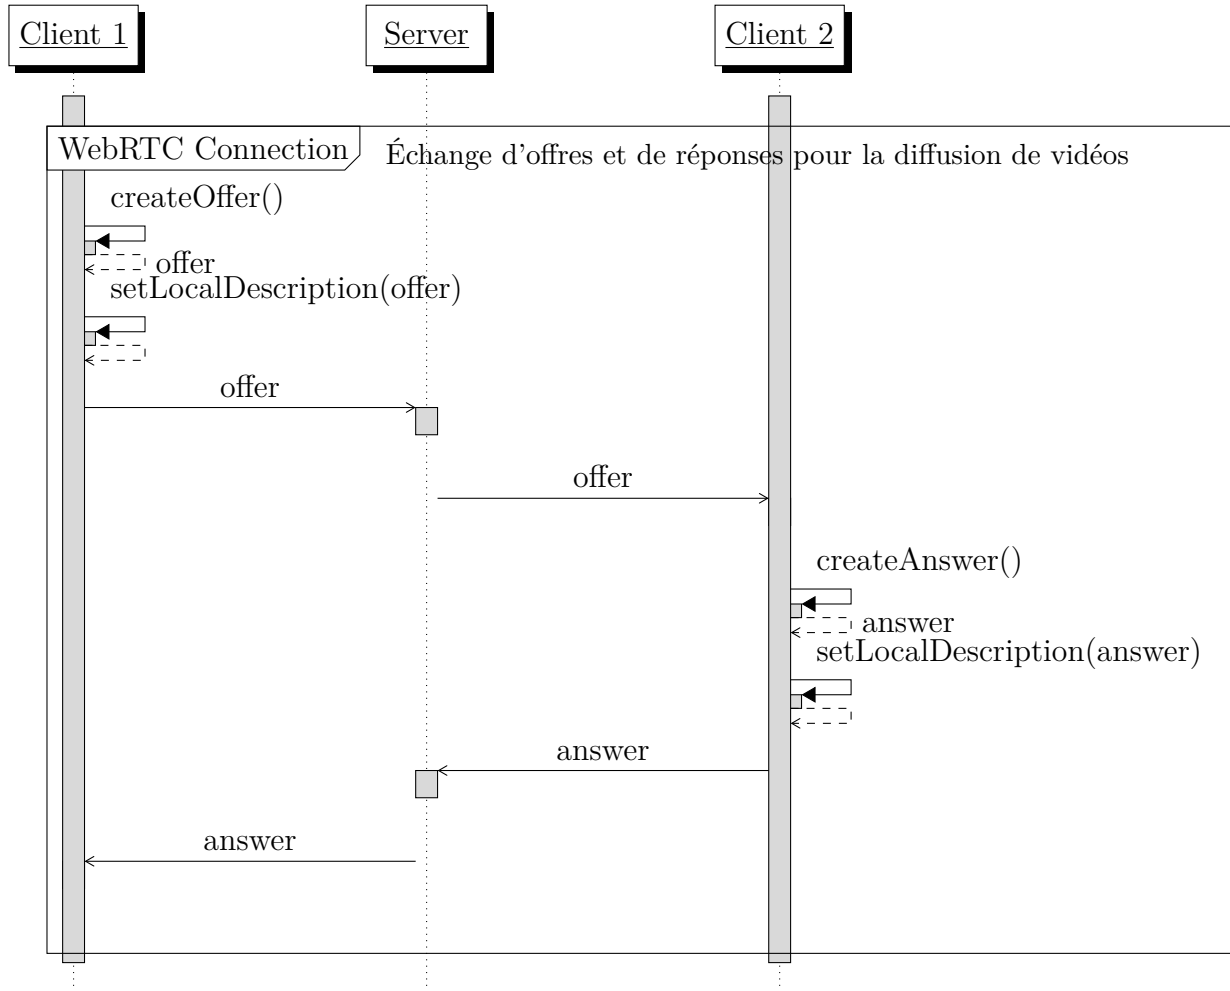 Client 1
Server
Client 2
WebRTC Connection
Échange d'offres et de réponses pour la diffusion de vidéos
createOffer()
offer
setLocalDescription(offer)
offer
offer
createAnswer()
answer
setLocalDescription(answer)
answer
answer